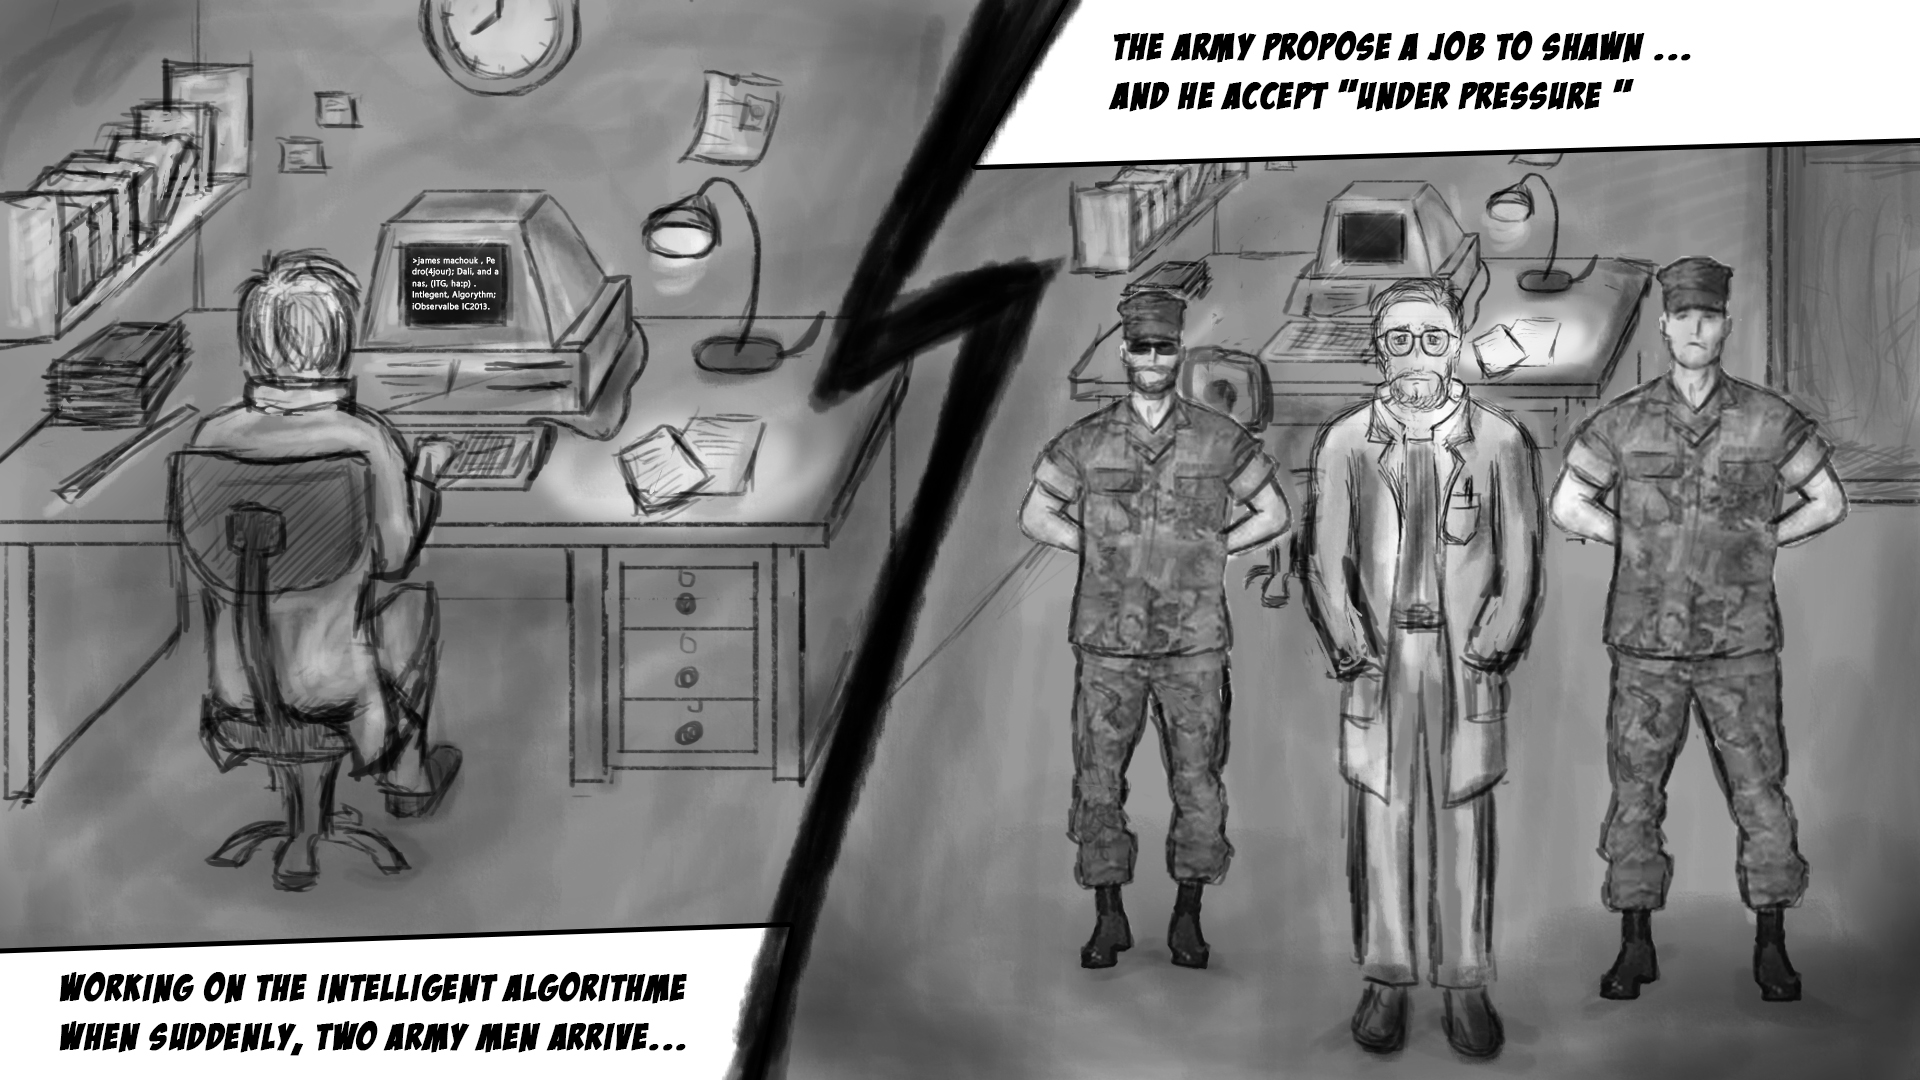 >james machouk , Pe
dro(4jour); Dali, and a
nas, (ITG, ha:p) .
Intlegent, Algorythm;
iObservalbe IC2013.
WORKING ON THE INTELLIGENT ALGORITHME
WHEN SUDDENLY, TWO ARMY MEN ARRIVE...
THE ARMY PROPOSE A JOB TO SHAWN ...
AND HE ACCEPT "UNDER PRESSURE "